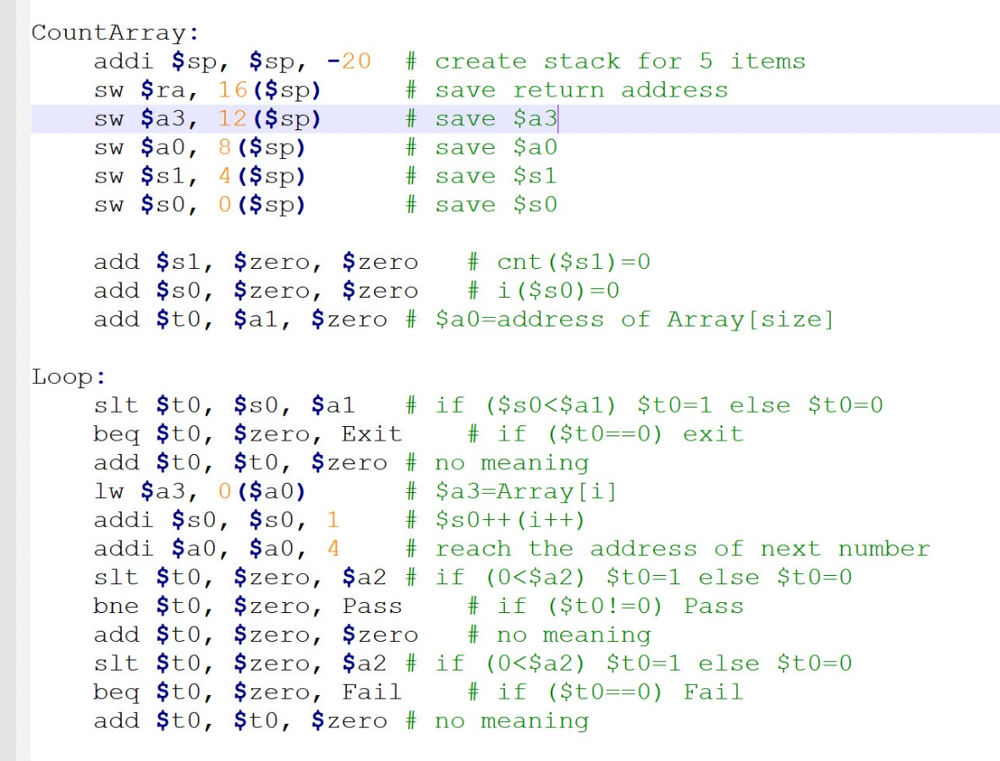 CountArray:
addi $sp, $sp, -20 # create stack for 5 items
sw $ra, 16($sp) # save return address
sw $a3, 12($sp) # save $a3
sw $a0, 8($sp) # save $a0
sw $s1, 4($sp) # save $s1
sw $s0, 0($sp) # save $s0
add $s1, $zero, $zero # cnt($s1)=0
add $s0, $zero, $zero # i($s0)=0
add $t0, $a1, $zero # $a0=address of Array[size]
Loop:
slt $t0, $s0, $a1 # if ($s0<$a1) $t0=1 else $t0=0
beq $t0, $zero, Exit # if ($t0==0) exit
add $t0, $t0, $zero # no meaning
lw $a3, 0($a0) # $a3=Array[i]
addi $s0, $s0, 1 # $s0++(i++)
addi $a0, $a0, 4 # reach the address of next number
slt $t0, $zero, $a2 # if (0<$a2) $t0=1 else $t0=0
bne $t0, $zero, Pass # if ($t0!=0) Pass
add $t0, $zero, $zero # no meaning
slt $t0, $zero, $a2 # if (0<$a2) $t0=1 else $t0=0
beq $t0, $zero, Fail # if ($t0==0) Fail
add $t0, $t0, $zero # no meaning